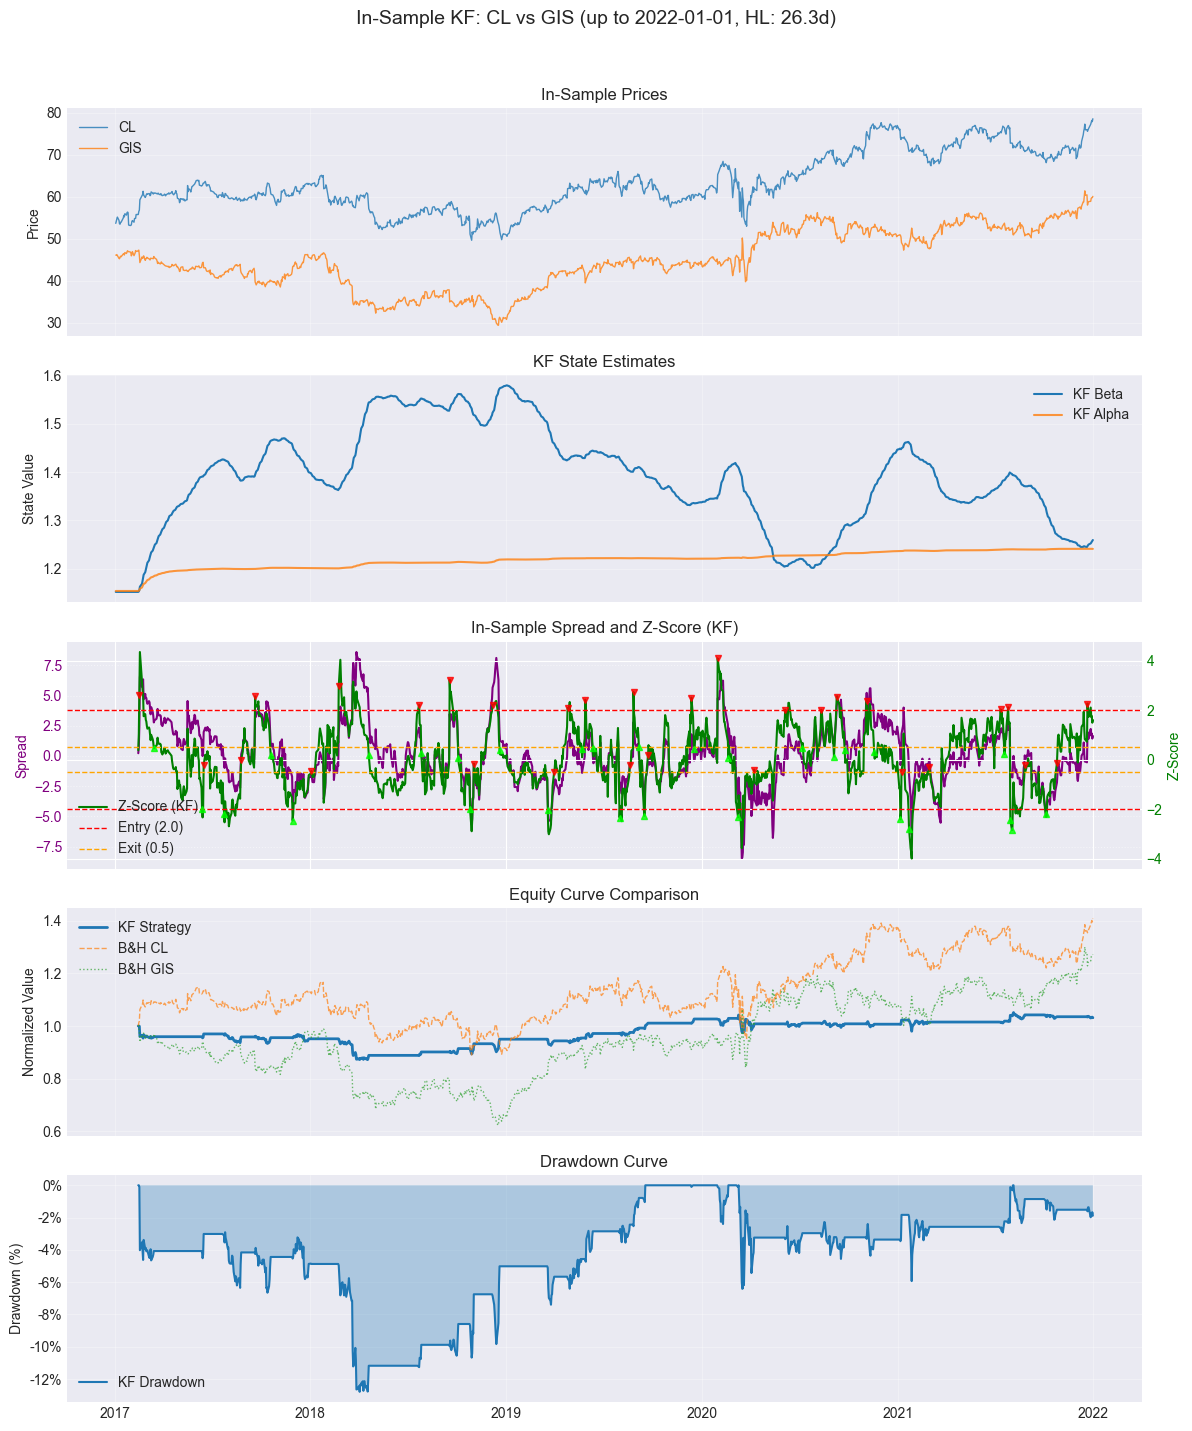 In-Sample KF: CL vs GIS (up to 2022-01-01, HL: 26.3d)
In-Sample Prices
CL
GIS
Price
80
70
60
50
40
30
KF State Estimates
KF Beta
KF Alpha
State Value
1.6
1.5
1.4
1.3
1.2
In-Sample Spread and Z-Score (KF)
Z-Score (KF)
Entry (2.0)
Exit (0.5)
Spread
7.5
5.0
2.5
0.0
−2.5
−5.0
−7.5
Z-Score
4
2
0
−2
−4
Equity Curve Comparison
KF Strategy
B&H CL
B&H GIS
Normalized Value
1.4
1.2
1.0
0.8
0.6
Drawdown Curve
KF Drawdown
Drawdown (%)
0%
-2%
-4%
-6%
-8%
-10%
-12%
2017
2018
2019
2020
2021
2022